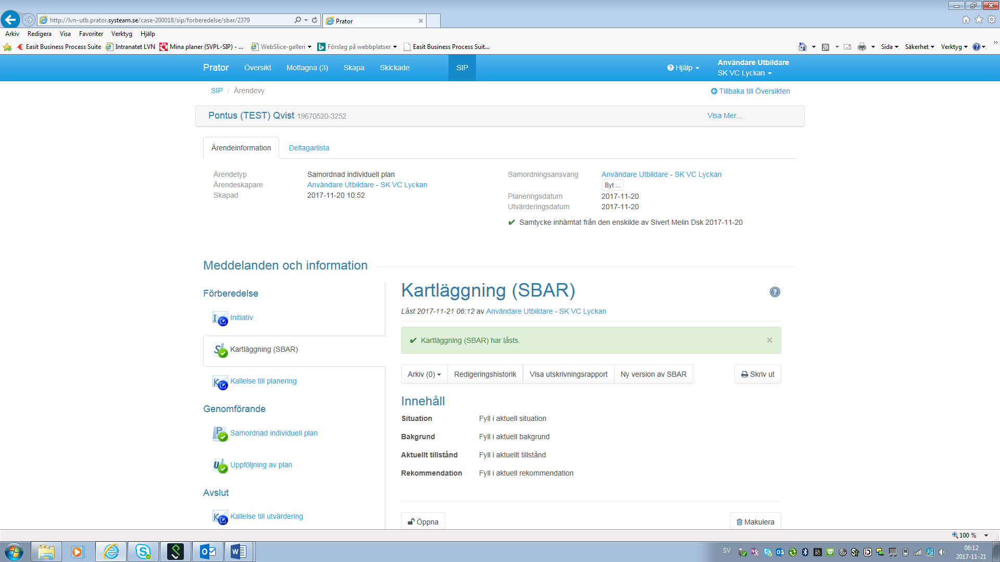 http://lvn-utb.prator.systeam.se/case-200018/sip/forberedelse/sbar/2379
Prator
Arkiv Redigera Visa Favoriter Verktyg Hjälp
Easit Business Process Suite Intranatet LVN Mina planer (SVPL-SIP) - ... WebSlice-galleri Förslag på webbplatser Easit Business Process Suit...
Sida Säkerhet Verktyg
Prator Översikt Mottagna (3) Skapa Skickade SIP Hjälp
Användare Utbildare
SK VC Lyckan
SIP / Ärendevy
Tillbaka till Översikten
Pontus (TEST) Qvist 19670520-3252
Visa Mer...
Ärendeinformation Deltagarlista
Ärendetyp Samordnad individuell plan
Ärendeskapare Användare Utbildare - SK VC Lyckan
Skapad 2017-11-20 10:52
Samordningsansvarig Användare Utbildare - SK VC Lyckan
Byt ...
Planeringsdatum 2017-11-20
Utvärderingsdatum 2017-11-20
Samtycke inhämtat från den enskilde av Sivert Melin Dsk 2017-11-20
Meddelanden och information
Förberedelse
Initiativ
Kartläggning (SBAR)
Kallelse till planering
Genomförande
Samordnad individuell plan
Uppföljning av plan
Avslut
Kallelse till utvärdering
Kartläggning (SBAR)
Låst 2017-11-21 06:12 av Användare Utbildare - SK VC Lyckan
Kartläggning (SBAR) har låsts.
×
Arkiv (0) Redigeringshistorik Visa utskrivningsrapport Ny version av SBAR Skriv ut
Innehåll
Situation Fyll i aktuell situation
Bakgrund Fyll i aktuell bakgrund
Aktuellt tillstånd Fyll i aktuellt tillstånd
Rekommendation Fyll i aktuell rekommendation
Öppna Makulera
100 %
SV
06:12
2017-11-21